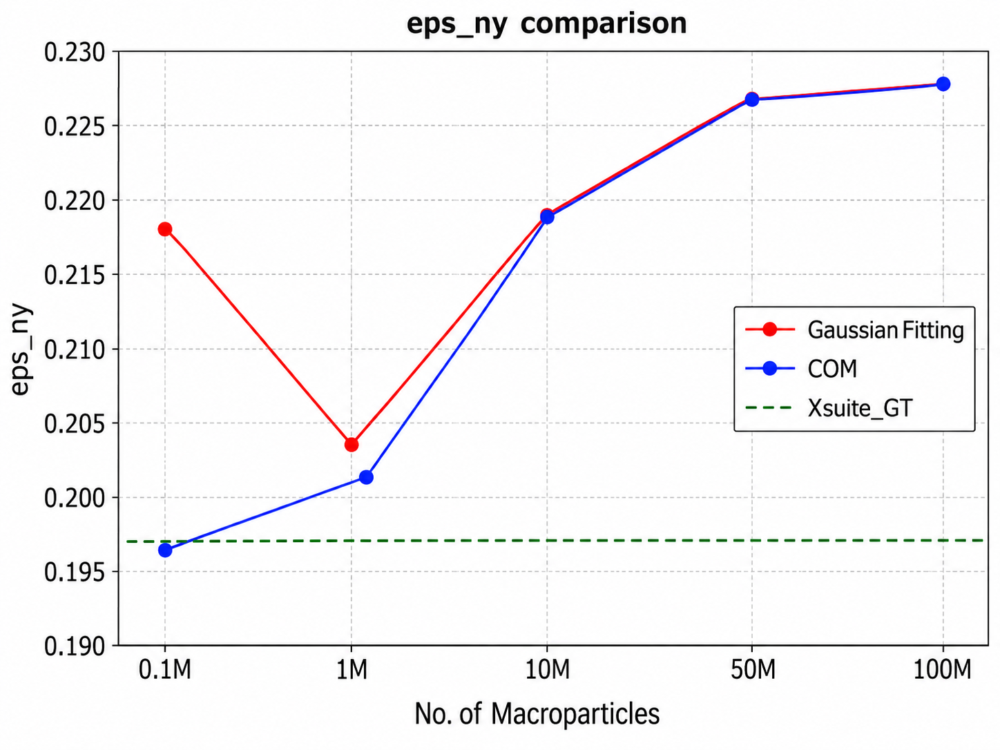 eps_ny comparison
0.230
0.225
0.220
0.215
0.210
0.205
0.200
0.195
0.190
eps_ny
Gaussian Fitting
COM
Xsuite_GT
0.1M 1M 10M 50M 100M
No. of Macroparticles